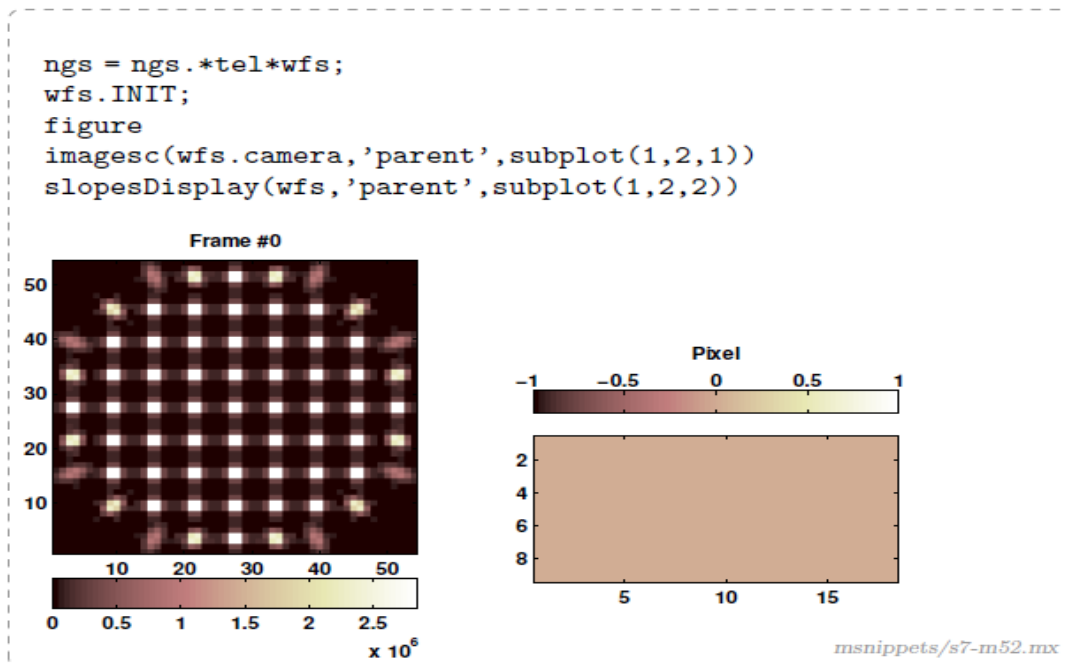 ngs = ngs.*tel*wfs;
wfs.INIT;
figure
imagesc(wfs.camera,’parent’,subplot(1,2,1))
slopesDisplay(wfs,’parent’,subplot(1,2,2))
Frame #0
50
40
30
20
10
10 20 30 40 50
0 0.5 1 1.5 2 2.5
x 10⁶
Pixel
−1 −0.5 0 0.5 1
2
4
6
8
5 10 15
msnippets/s7-m52.mx